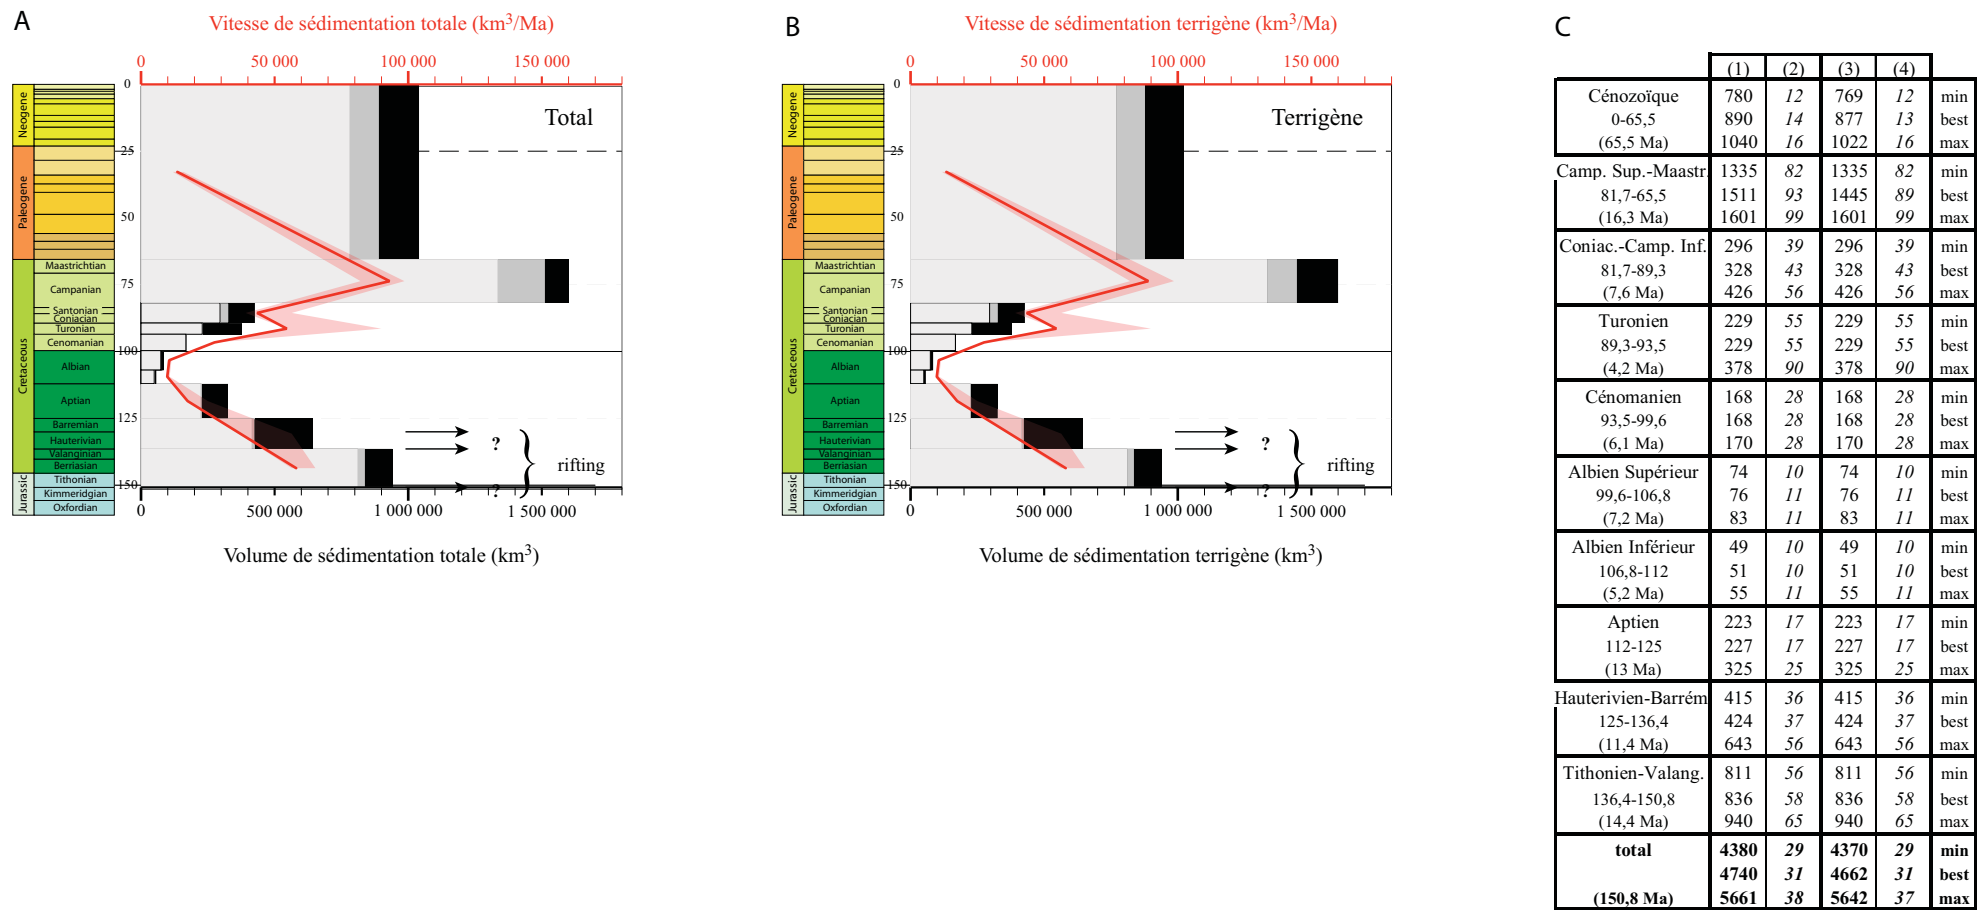 A
Vitesse de sédimentation totale (km3/Ma)
0 50 000 100 000 150 000
Total
0
25
50
75
100
125
150
Neogene
Paleogene
Cretaceous
Jurassic
Maastrichtian
Campanian
Santonian
Coniacian
Turonian
Cenomanian
Albian
Aptian
Barremian
Hauterivian
Valanginian
Berriasian
Tithonian
Kimmeridgian
Oxfordian
?
?
rifting
0 500 000 1 000 000 1 500 000
Volume de sédimentation totale (km3)
B
Vitesse de sédimentation terrigène (km3/Ma)
0 50 000 100 000 150 000
Terrigène
0
25
50
75
100
125
150
Neogene
Paleogene
Cretaceous
Jurassic
Maastrichtian
Campanian
Santonian
Coniacian
Turonian
Cenomanian
Albian
Aptian
Barremian
Hauterivian
Valanginian
Berriasian
Tithonian
Kimmeridgian
Oxfordian
?
?
rifting
0 500 000 1 000 000 1 500 000
Volume de sédimentation terrigène (km3)
C
(1) (2) (3) (4)
Cénozoïque 780 12 769 12 min
0-65,5 890 14 877 13 best
(65,5 Ma) 1040 16 1022 16 max
Camp. Sup.-Maastr. 1335 82 1335 82 min
81,7-65,5 1511 93 1445 89 best
(16,3 Ma) 1601 99 1601 99 max
Coniac.-Camp. Inf. 296 39 296 39 min
81,7-89,3 328 43 328 43 best
(7,6 Ma) 426 56 426 56 max
Turonien 229 55 229 55 min
89,3-93,5 229 55 229 55 best
(4,2 Ma) 378 90 378 90 max
Cénomanien 168 28 168 28 min
93,5-99,6 168 28 168 28 best
(6,1 Ma) 170 28 170 28 max
Albien Supérieur 74 10 74 10 min
99,6-106,8 76 11 76 11 best
(7,2 Ma) 83 11 83 11 max
Albien Inférieur 49 10 49 10 min
106,8-112 51 10 51 10 best
(5,2 Ma) 55 11 55 11 max
Aptien 223 17 223 17 min
112-125 227 17 227 17 best
(13 Ma) 325 25 325 25 max
Hauterivien-Barrém 415 36 415 36 min
125-136,4 424 37 424 37 best
(11,4 Ma) 643 56 643 56 max
Tithonien-Valang. 811 56 811 56 min
136,4-150,8 836 58 836 58 best
(14,4 Ma) 940 65 940 65 max
total 4380 29 4370 29 min
4740 31 4662 31 best
(150,8 Ma) 5661 38 5642 37 max